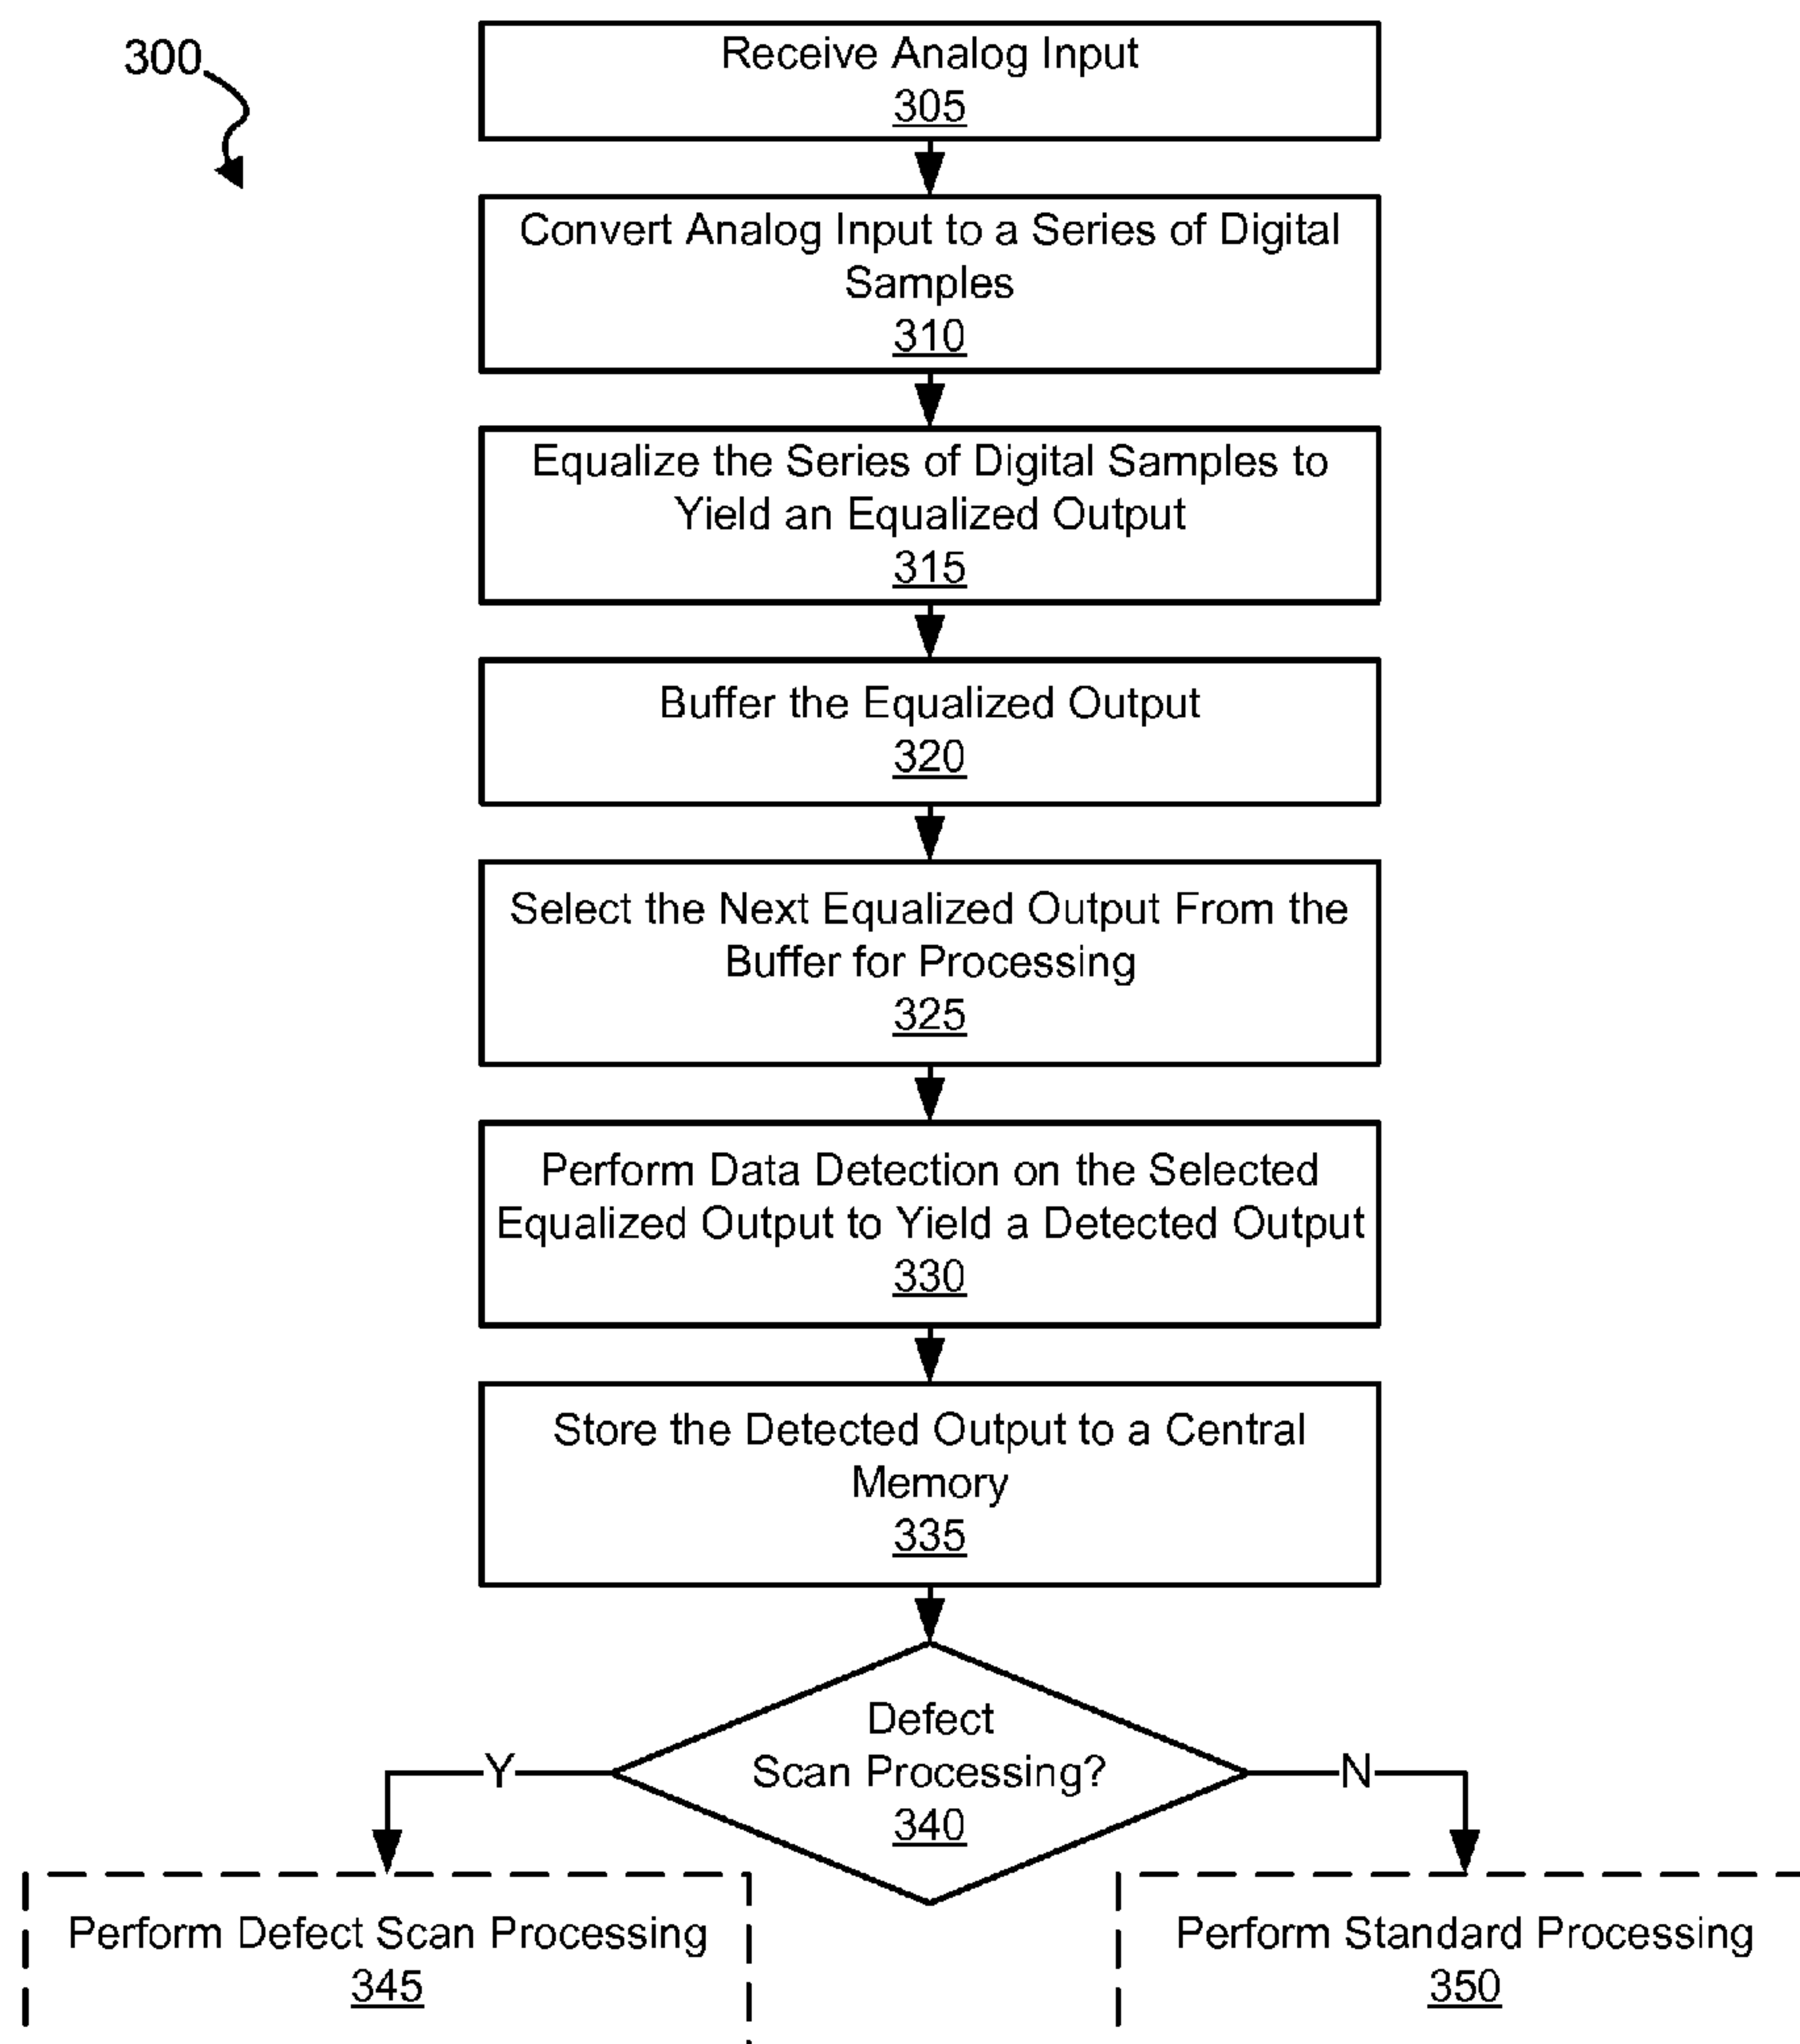 300
Receive Analog Input
305
Convert Analog Input to a Series of Digital
Samples
310
Equalize the Series of Digital Samples to
Yield an Equalized Output
315
Buffer the Equalized Output
320
Select the Next Equalized Output From the
Buffer for Processing
325
Perform Data Detection on the Selected
Equalized Output to Yield a Detected Output
330
Store the Detected Output to a Central
Memory
335
Defect
Scan Processing?
340
Y
N
Perform Defect Scan Processing
345
Perform Standard Processing
350